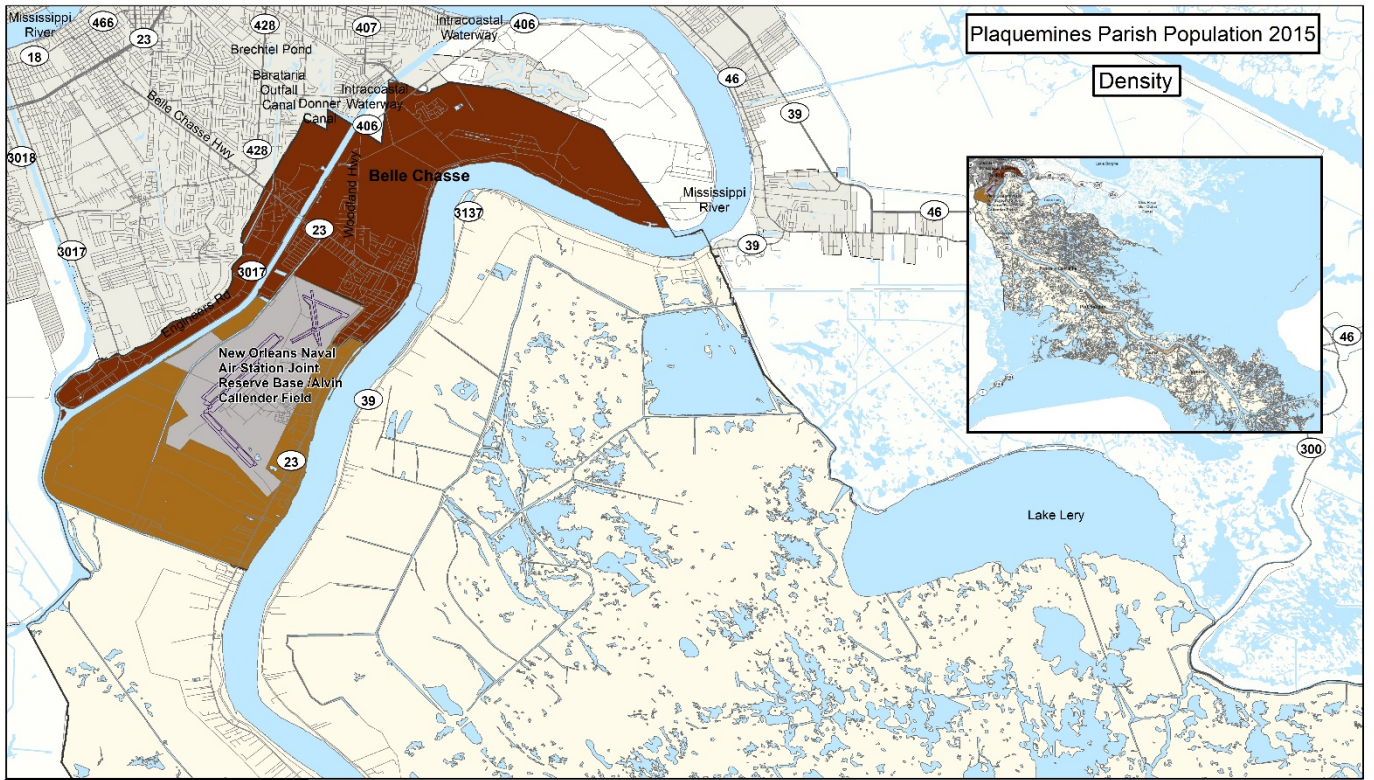 Plaquemines Parish Population 2015
Density
Mississippi
River
466
428
407
Intracoastal
Waterway
406
23
18
Brechtel Pond
Barataria
Outfall
Canal
Donner
Canal
Intracoastal
Waterway
406
46
39
Belle Chasse Hwy
428
3018
Belle Chasse
Woodland Hwy
Mississippi
River
3137
46
39
23
3017
3017
Engineers Rd
New Orleans Naval
Air Station Joint
Reserve Base /Alvin
Callender Field
39
23
46
300
Lake Lery